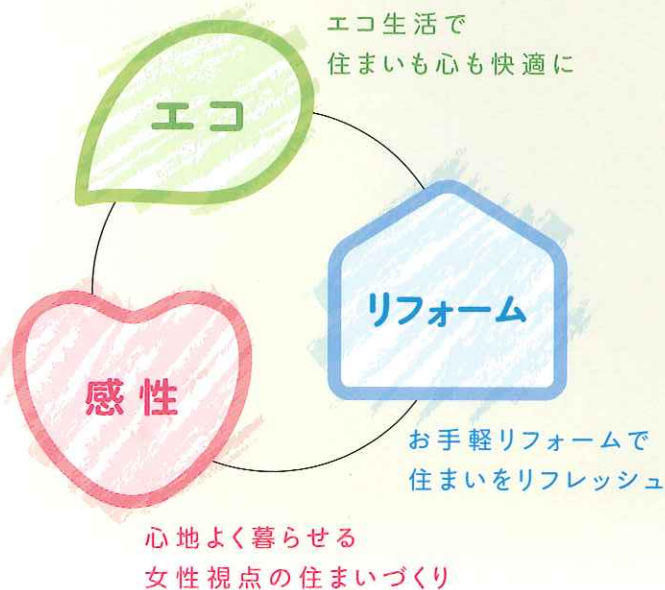 エコ生活で
住まいも心も快適に
エコ
リフォーム
お手軽リフォームで
住まいをリフレッシュ
感性
心地よく暮らせる
女性視点の住まいづくり